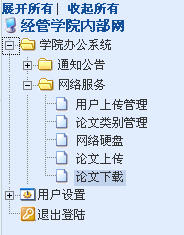 展开所有| 收起所有
经管学院内部网
学院办公系统
通知公告
网络服务
用户上传管理
论文类别管理
网络硬盘
论文上传
论文下载
用户设置
退出登陆